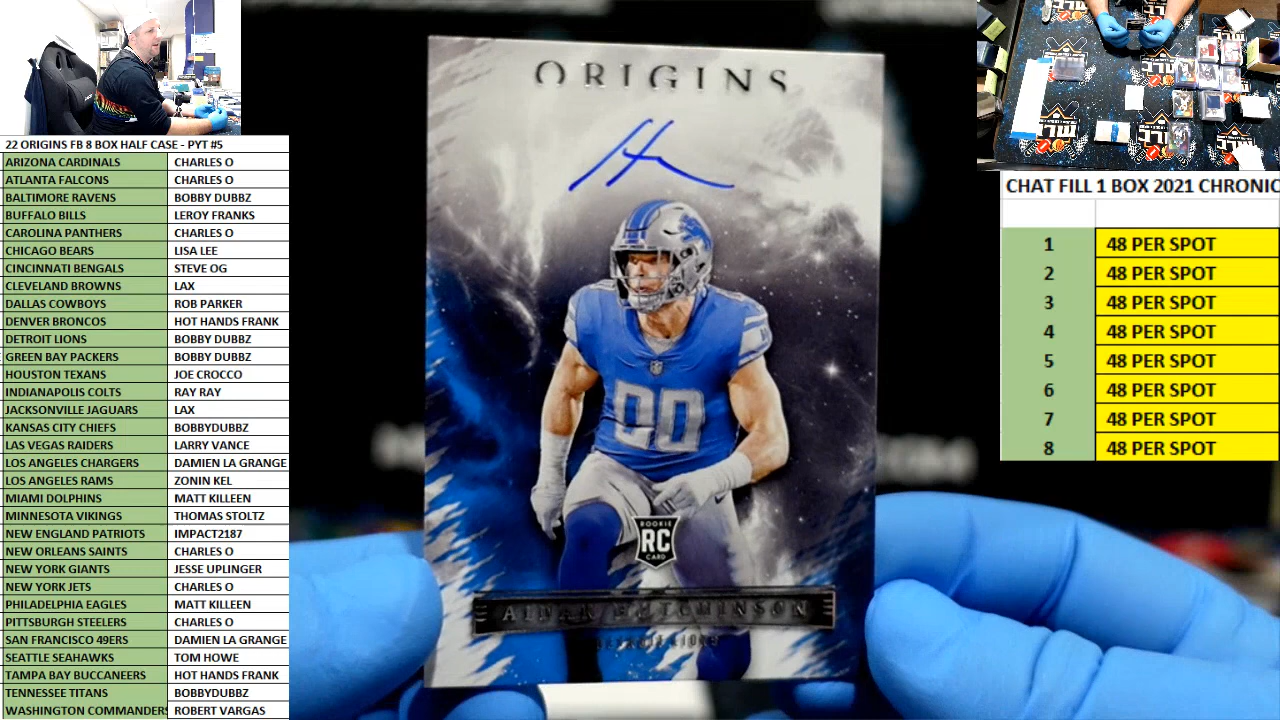 22 ORIGINS FB 8 BOX HALF CASE - PYT #5
ARIZONA CARDINALS CHARLES O
ATLANTA FALCONS CHARLES O
BALTIMORE RAVENS BOBBY DUBBZ
BUFFALO BILLS LEROY FRANKS
CAROLINA PANTHERS CHARLES O
CHICAGO BEARS LISA LEE
CINCINNATI BENGALS STEVE OG
CLEVELAND BROWNS LAX
DALLAS COWBOYS ROB PARKER
DENVER BRONCOS HOT HANDS FRANK
DETROIT LIONS BOBBY DUBBZ
GREEN BAY PACKERS BOBBY DUBBZ
HOUSTON TEXANS JOE CROCCO
INDIANAPOLIS COLTS RAY RAY
JACKSONVILLE JAGUARS LAX
KANSAS CITY CHIEFS BOBBYDUBBZ
LAS VEGAS RAIDERS LARRY VANCE
LOS ANGELES CHARGERS DAMIEN LA GRANGE
LOS ANGELES RAMS ZONIN KEL
MIAMI DOLPHINS MATT KILLEEN
MINNESOTA VIKINGS THOMAS STOLTZ
NEW ENGLAND PATRIOTS IMPACT2187
NEW ORLEANS SAINTS CHARLES O
NEW YORK GIANTS JESSE UPLINGER
NEW YORK JETS CHARLES O
PHILADELPHIA EAGLES MATT KILLEEN
PITTSBURGH STEELERS CHARLES O
SAN FRANCISCO 49ERS DAMIEN LA GRANGE
SEATTLE SEAHAWKS TOM HOWE
TAMPA BAY BUCCANEERS HOT HANDS FRANK
TENNESSEE TITANS BOBBYDUBBZ
WASHINGTON COMMANDERS ROBERT VARGAS
ORIGINS
ROOKIE
RC
CARD
AIDAN HUTCHINSON
DETROIT LIONS
CHAT FILL 1 BOX 2021 CHRONIC
1 48 PER SPOT
2 48 PER SPOT
3 48 PER SPOT
4 48 PER SPOT
5 48 PER SPOT
6 48 PER SPOT
7 48 PER SPOT
8 48 PER SPOT